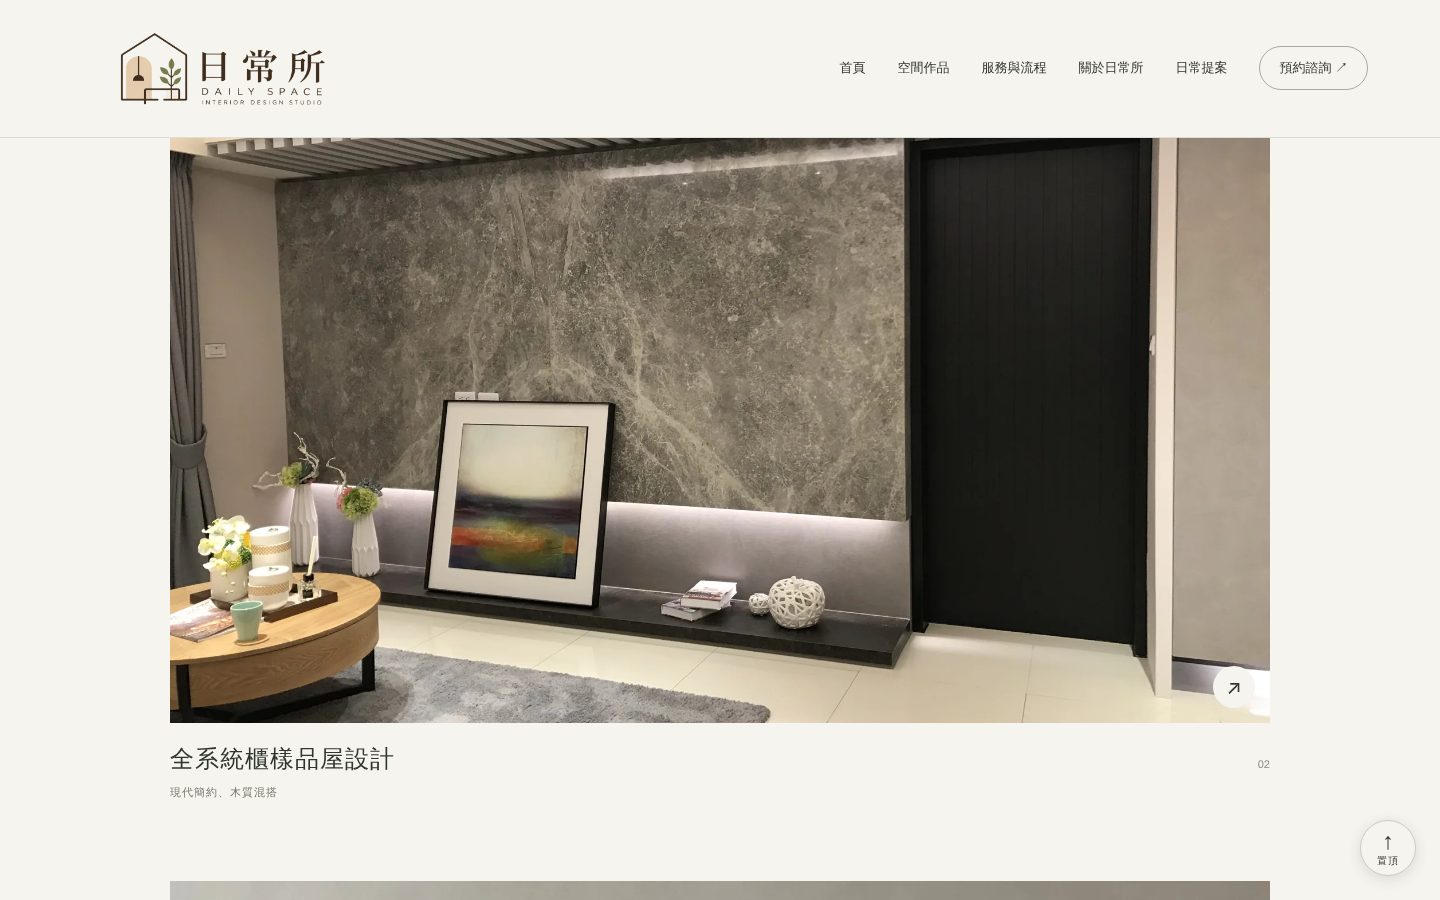 日常所
DAILY SPACE
INTERIOR DESIGN STUDIO
首頁
空間作品
服務與流程
關於日常所
日常提案
預約諮詢 ↗
全系統櫃樣品屋設計
02
現代簡約、木質混搭
↑
置頂